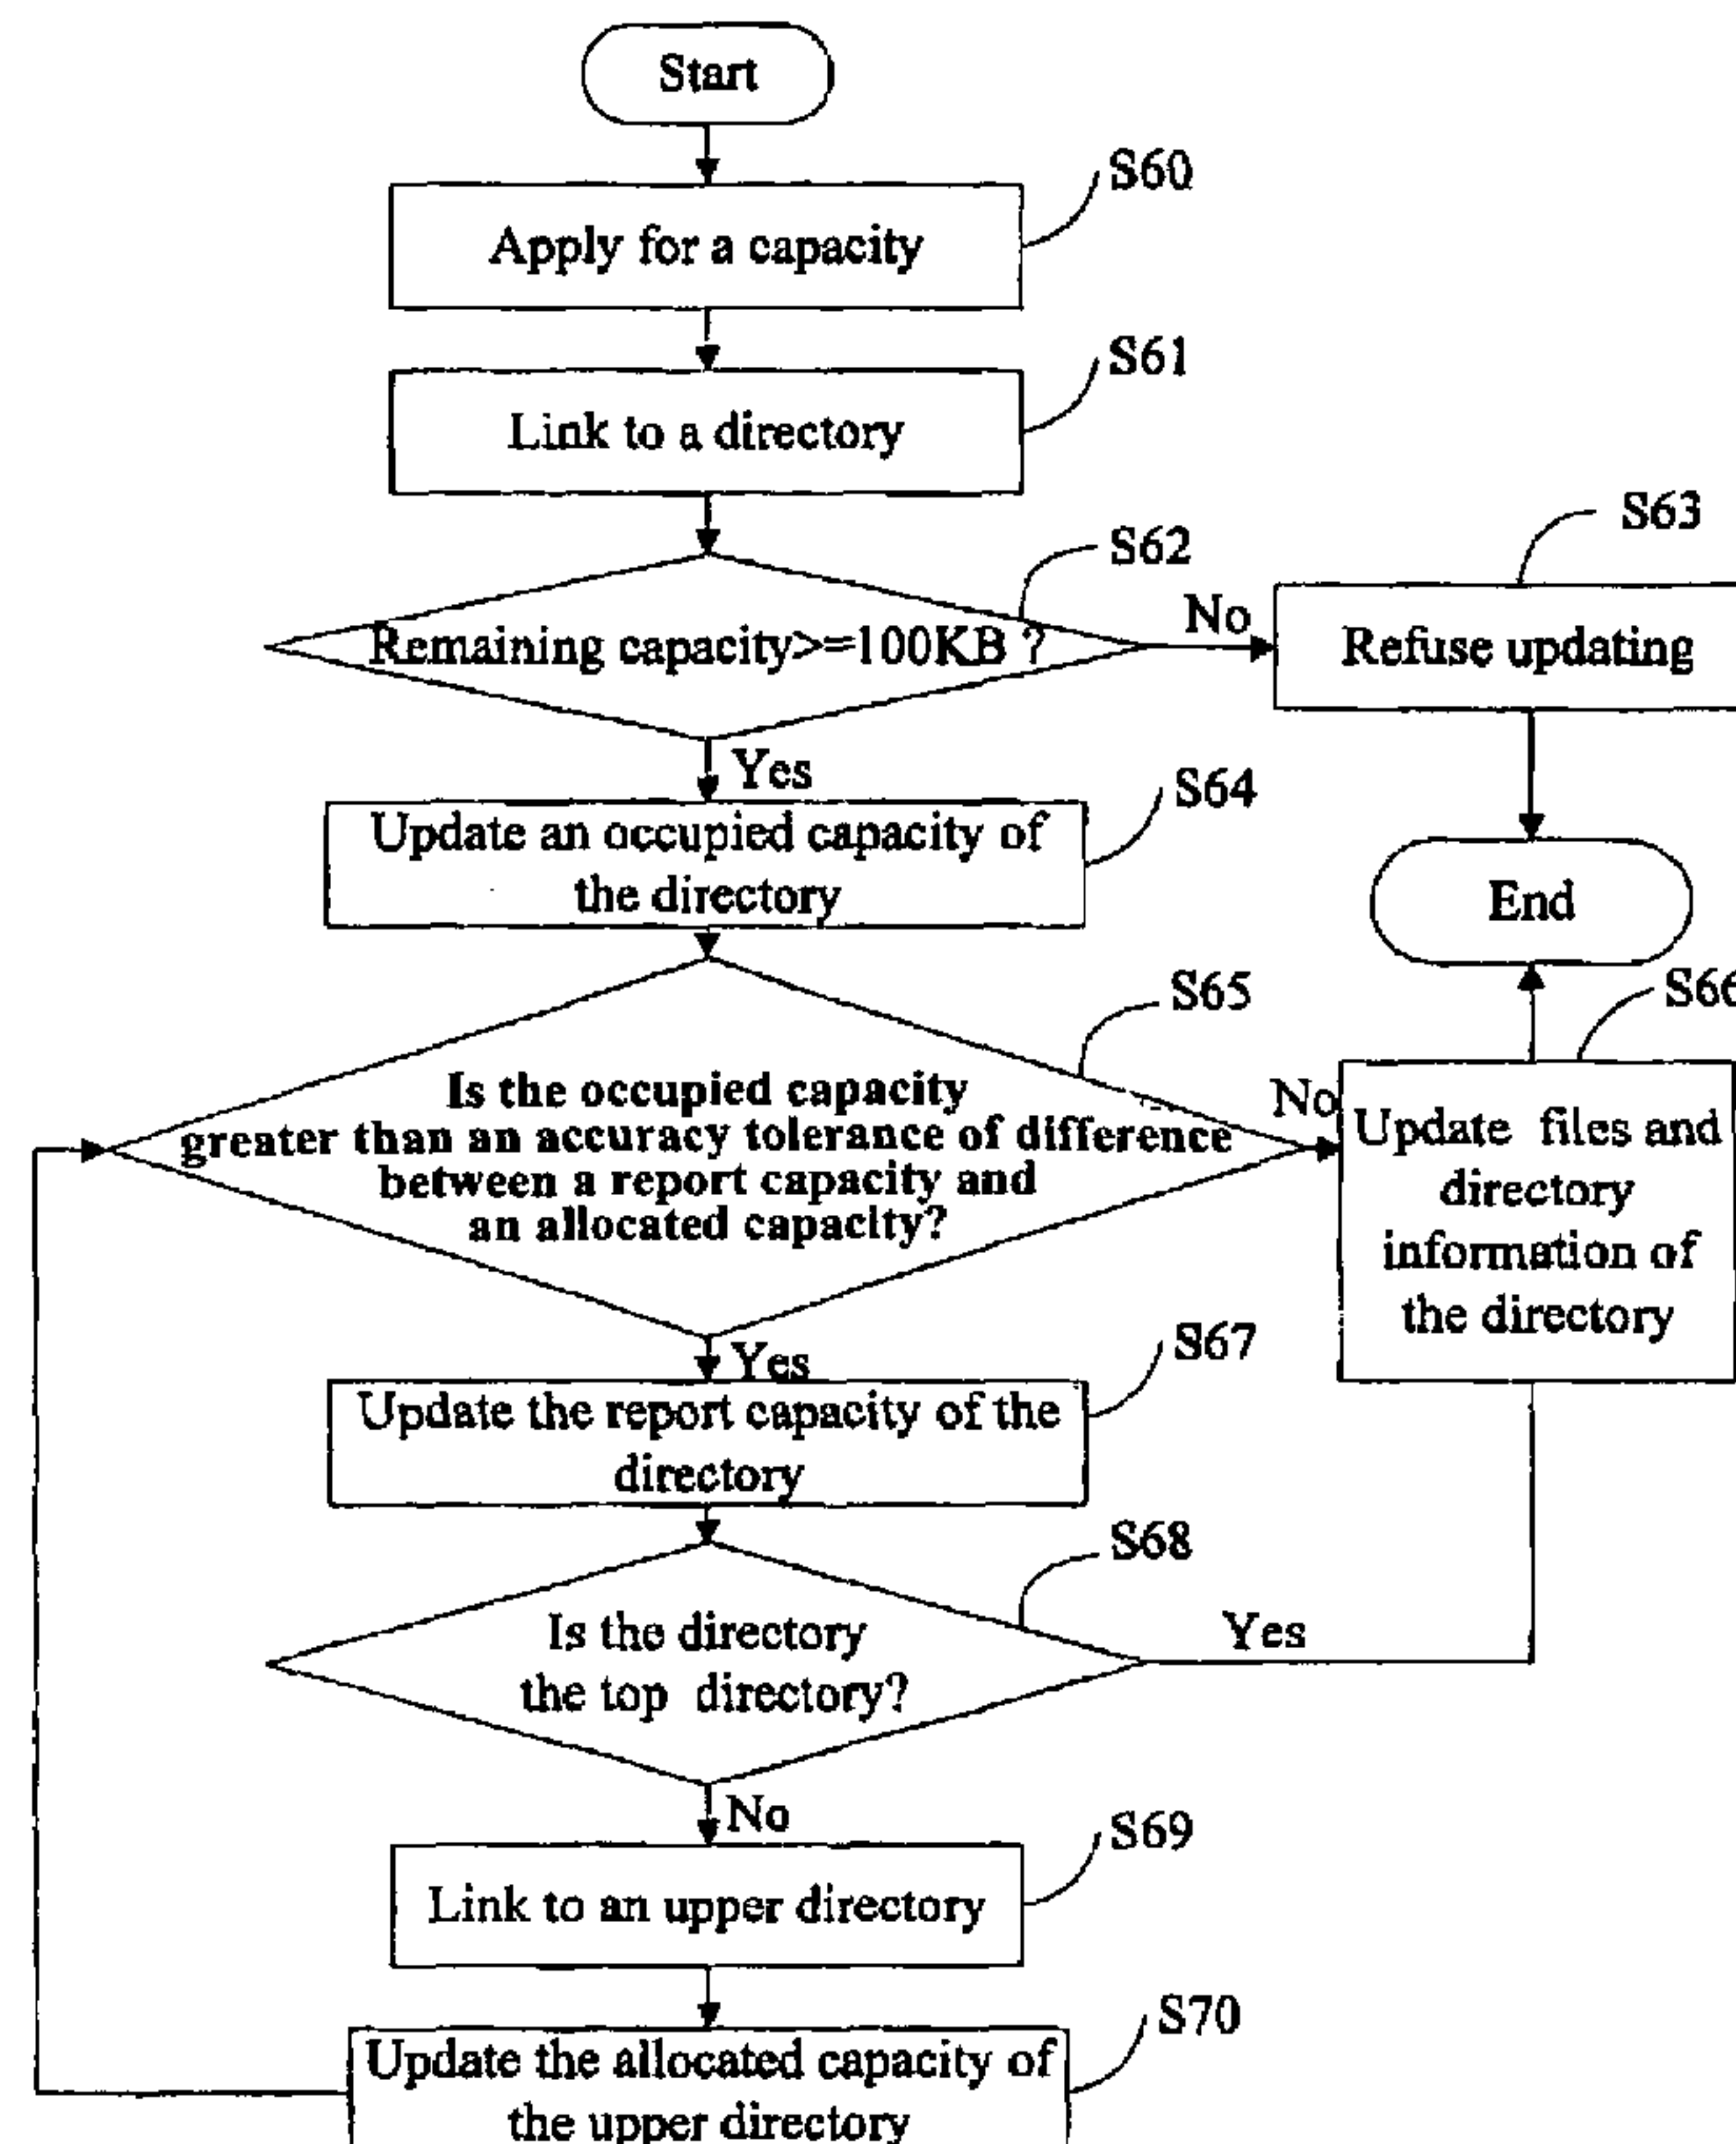 Start
S60
Apply for a capacity
S61
Link to a directory
S62
S63
No
Remaining capacity>=100KB ?
Refuse updating
Yes
S64
Update an occupied capacity of
the directory
End
S65
S66
Is the occupied capacity
No
greater than an accuracy tolerance of difference
between a report capacity and
an allocated capacity?
Update files and
directory
information of
the directory
Yes
S67
Update the report capacity of the
directory
S68
Is the directory
the top directory?
Yes
No
S69
Link to an upper directory
S70
Update the allocated capacity of
the upper directory